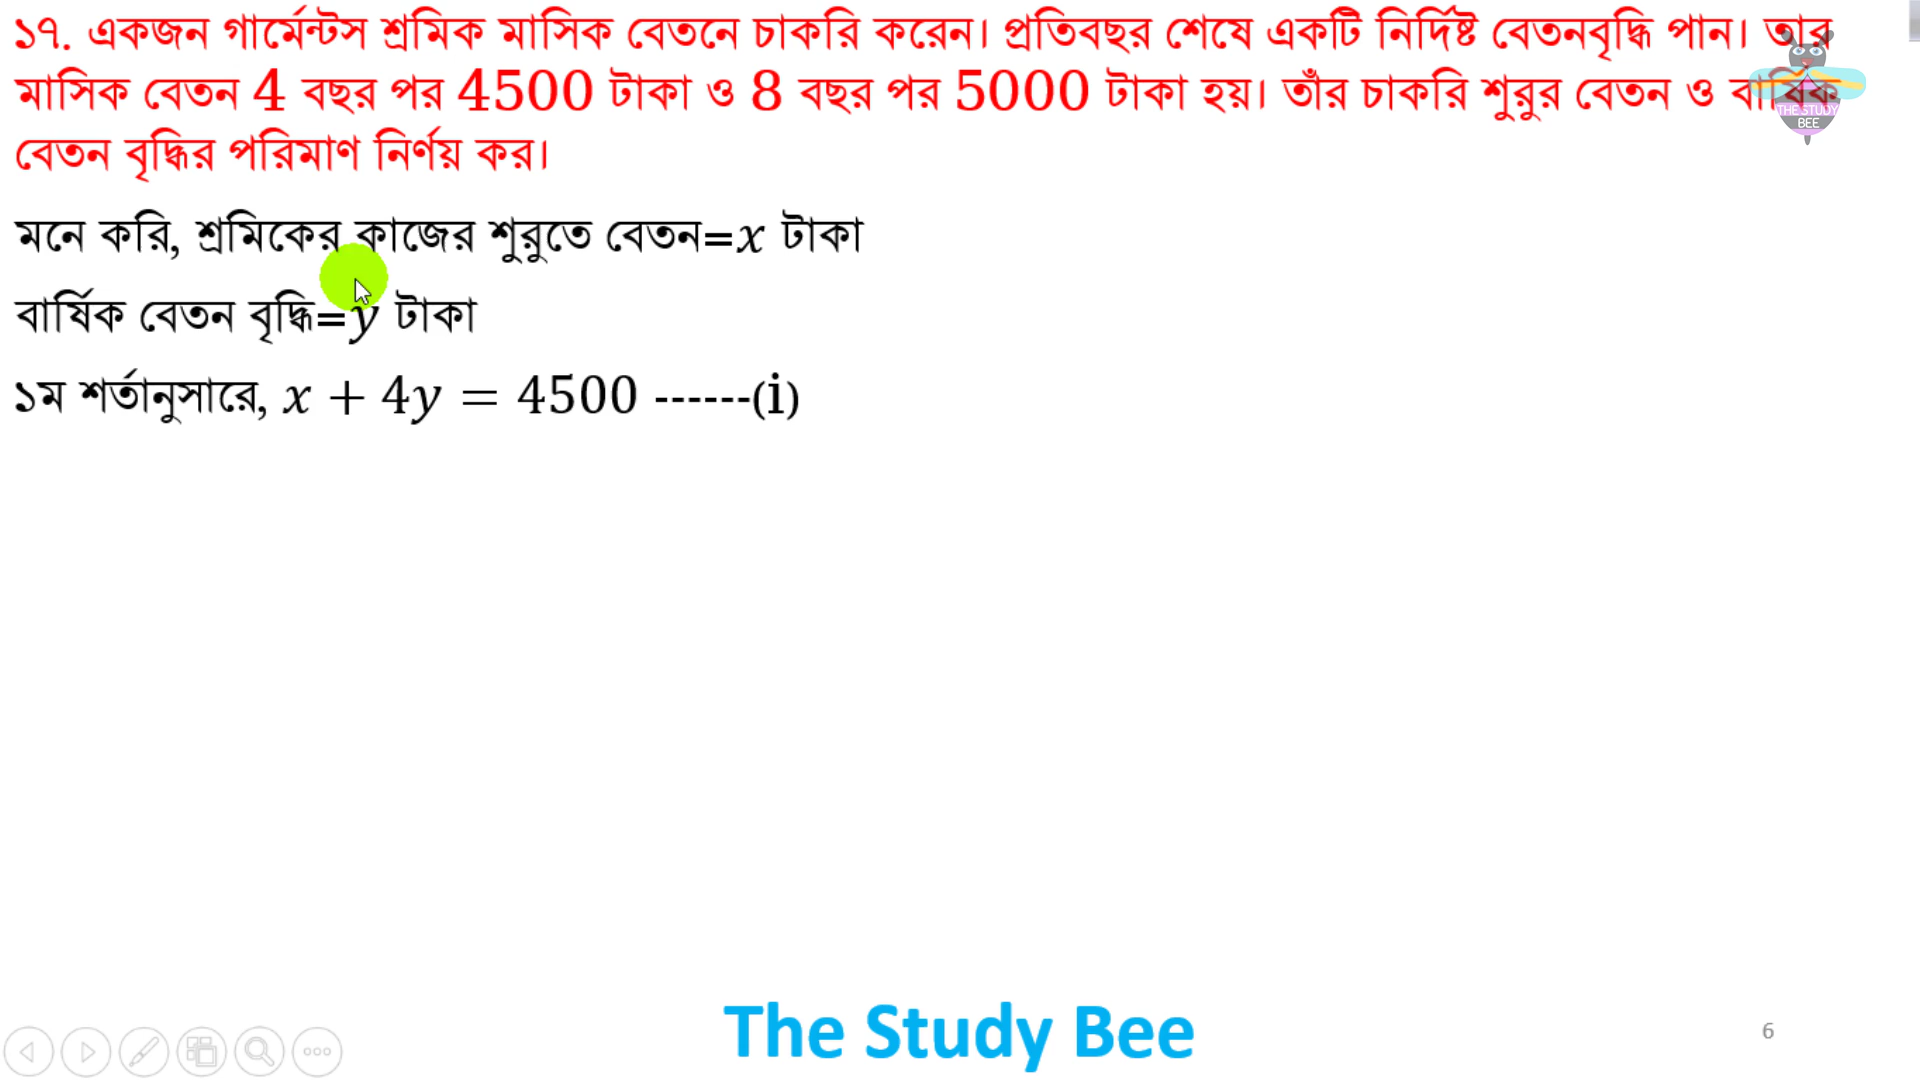 ১৭. একজন গার্মেন্টস শ্রমিক মাসিক বেতনে চাকরি করেন। প্রতিবছর শেষে একটি নির্দিষ্ট বেতনবৃদ্ধি পান। তার
মাসিক বেতন 4 বছর পর 4500 টাকা ও 8 বছর পর 5000 টাকা হয়। তাঁর চাকরি শুরুর বেতন ও বার্ষিক
বেতন বৃদ্ধির পরিমাণ নির্ণয় কর।
THE STUDY
BEE
মনে করি, শ্রমিকের কাজের শুরুতে বেতন=x টাকা
বার্ষিক বেতন বৃদ্ধি=y টাকা
১ম শর্তানুসারে, x + 4y = 4500 ------(i)
The Study Bee
6